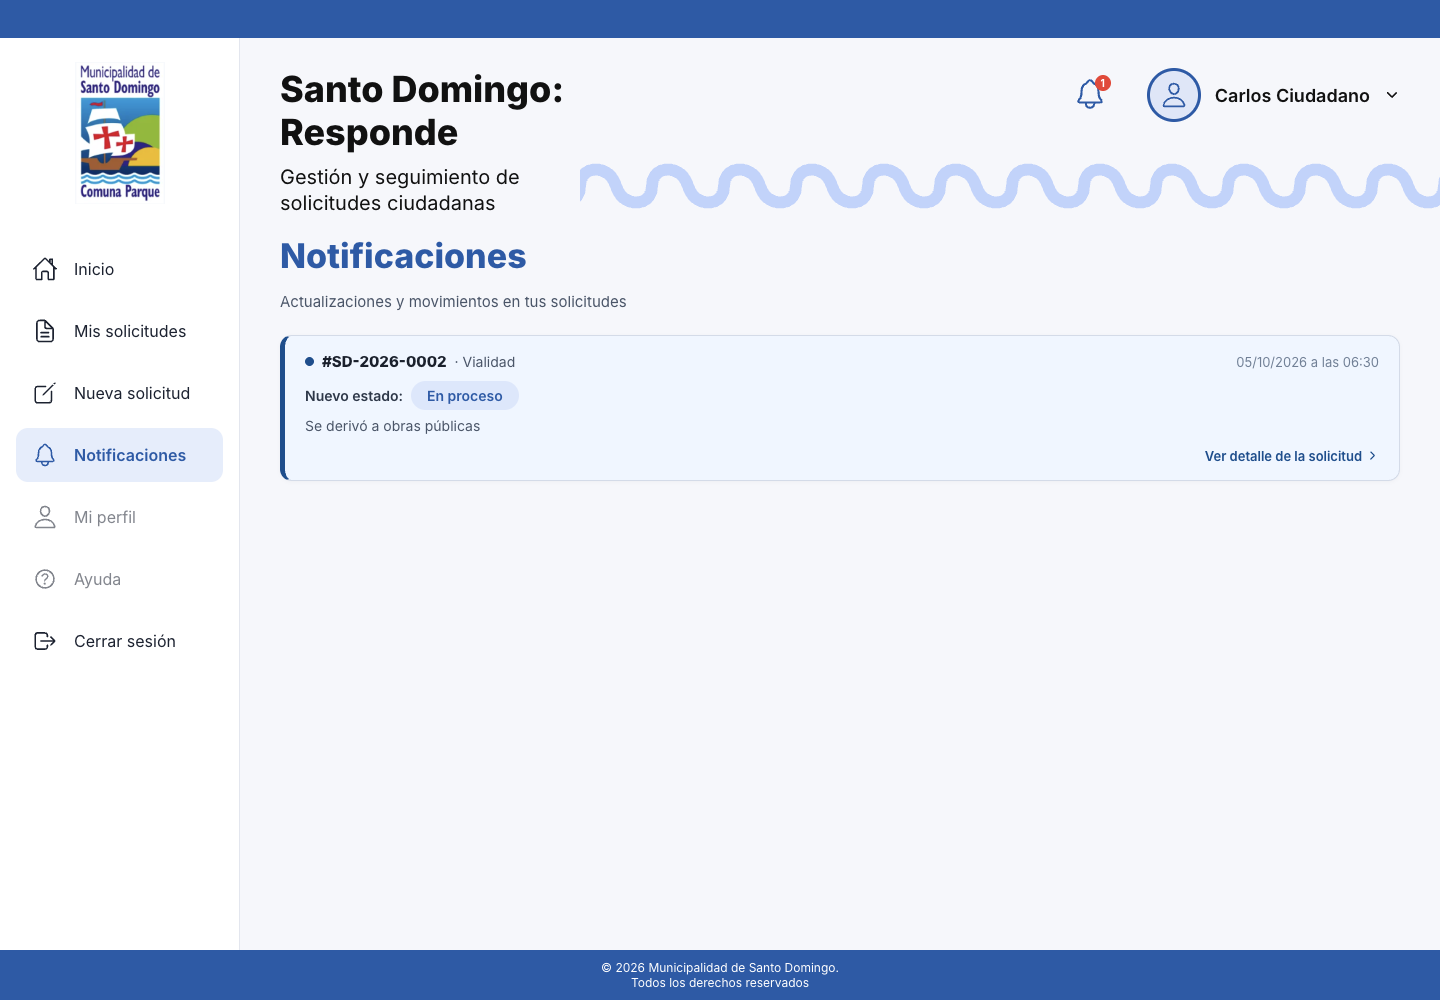 Municipalidad de
Santo Domingo
Comuna Parque
Inicio
Mis solicitudes
Nueva solicitud
Notificaciones
Mi perfil
Ayuda
Cerrar sesión
Santo Domingo:
Responde
Gestión y seguimiento de
solicitudes ciudadanas
1
Carlos Ciudadano
Notificaciones
Actualizaciones y movimientos en tus solicitudes
#SD-2026-0002 · Vialidad
05/10/2026 a las 06:30
Nuevo estado: En proceso
Se derivó a obras públicas
Ver detalle de la solicitud
© 2026 Municipalidad de Santo Domingo.
Todos los derechos reservados